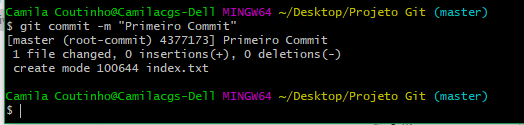 Camila Coutinho@Camilacgs-Dell MINGW64 ~/Desktop/Projeto Git (master)
$ git commit -m "Primeiro Commit"
[master (root-commit) 4377173] Primeiro Commit
 1 file changed, 0 insertions(+), 0 deletions(-)
 create mode 100644 index.txt

Camila Coutinho@Camilacgs-Dell MINGW64 ~/Desktop/Projeto Git (master)
$